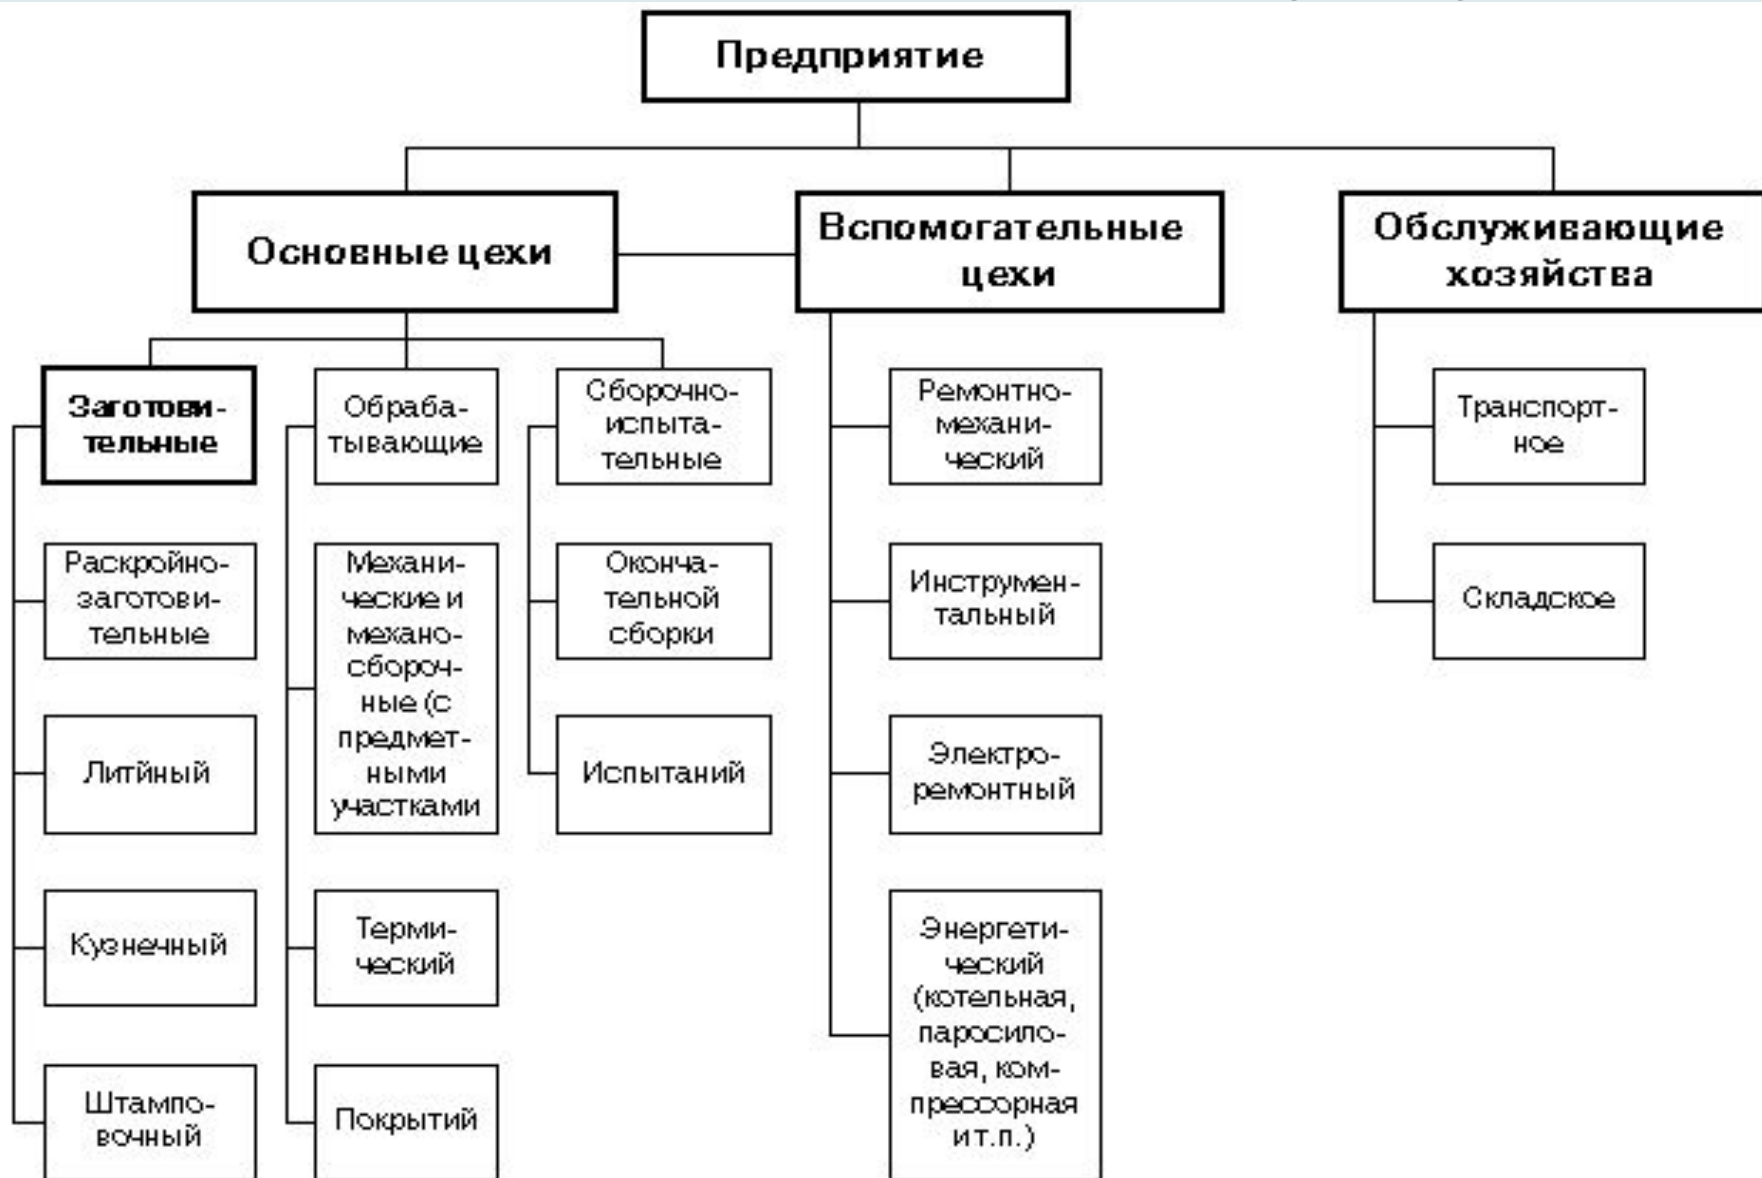 Предприятие
Основные цехи
Вспомогательные
цехи
Обслуживающие
хозяйства
Заготови-
тельные
Раскройно-
заготови-
тельные
Литйный
Кузнечный
Штампо-
вочный
Обраба-
тывающие
Механи-
ческие и
механо-
сбороч-
ные (с
предмет-
ными
участками
Терми-
ческий
Покрытий
Сборочно-
испыта-
тельные
Оконча-
тельной
сборки
Испытаний
Ремонтно-
механи-
ческий
Инструмен-
тальный
Электро-
ремонтный
Энергети-
ческий
(котельная,
паросило-
вая, ком-
прессорная
и т.п.)
Транспорт-
ное
Складское